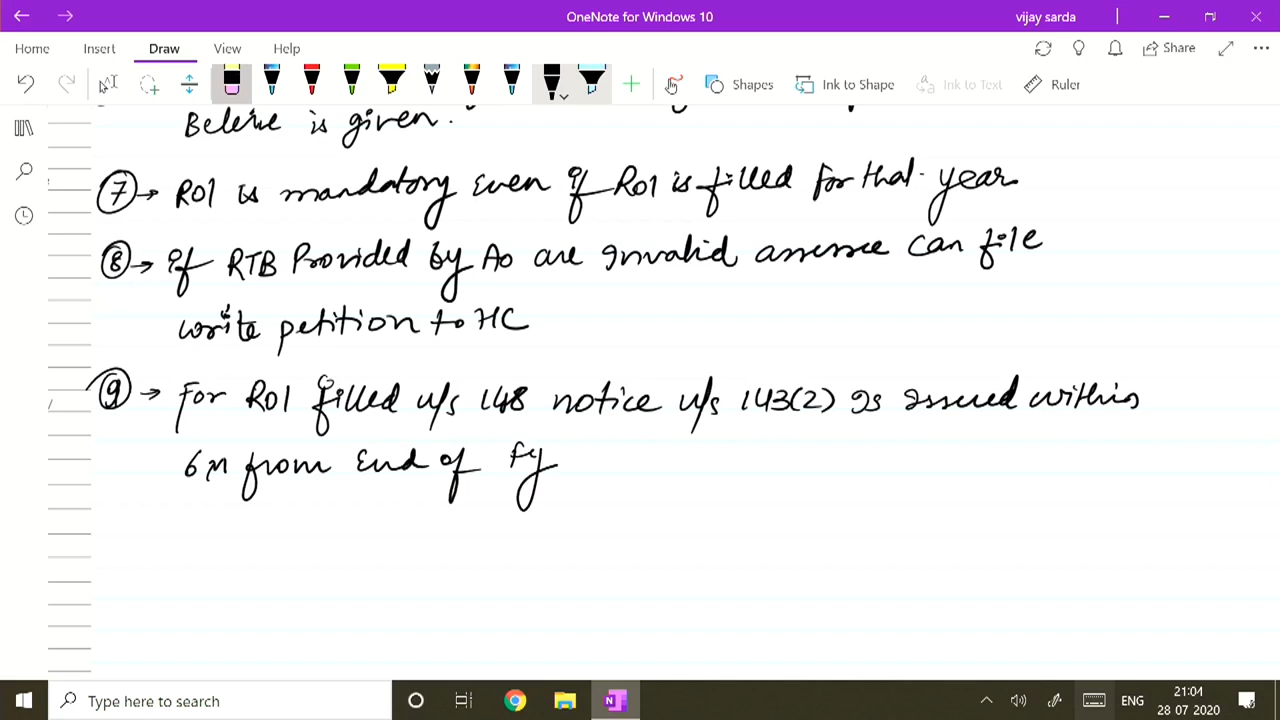 OneNote for Windows 10
vijay sarda
Home Insert Draw View Help
Share
Shapes Ink to Shape Ink to Text Ruler
Beleive is given.
7 → ROI is mandatory Even if ROI is filled for that year
8 → if RTB Provided by AO are Invalid assessee can file
write petition to HC
9 → For ROI filled u/s 148 notice u/s 143(2) is issued within
6M from End of Fy
Type here to search
N
ENG
21:04
28 07 2020
3